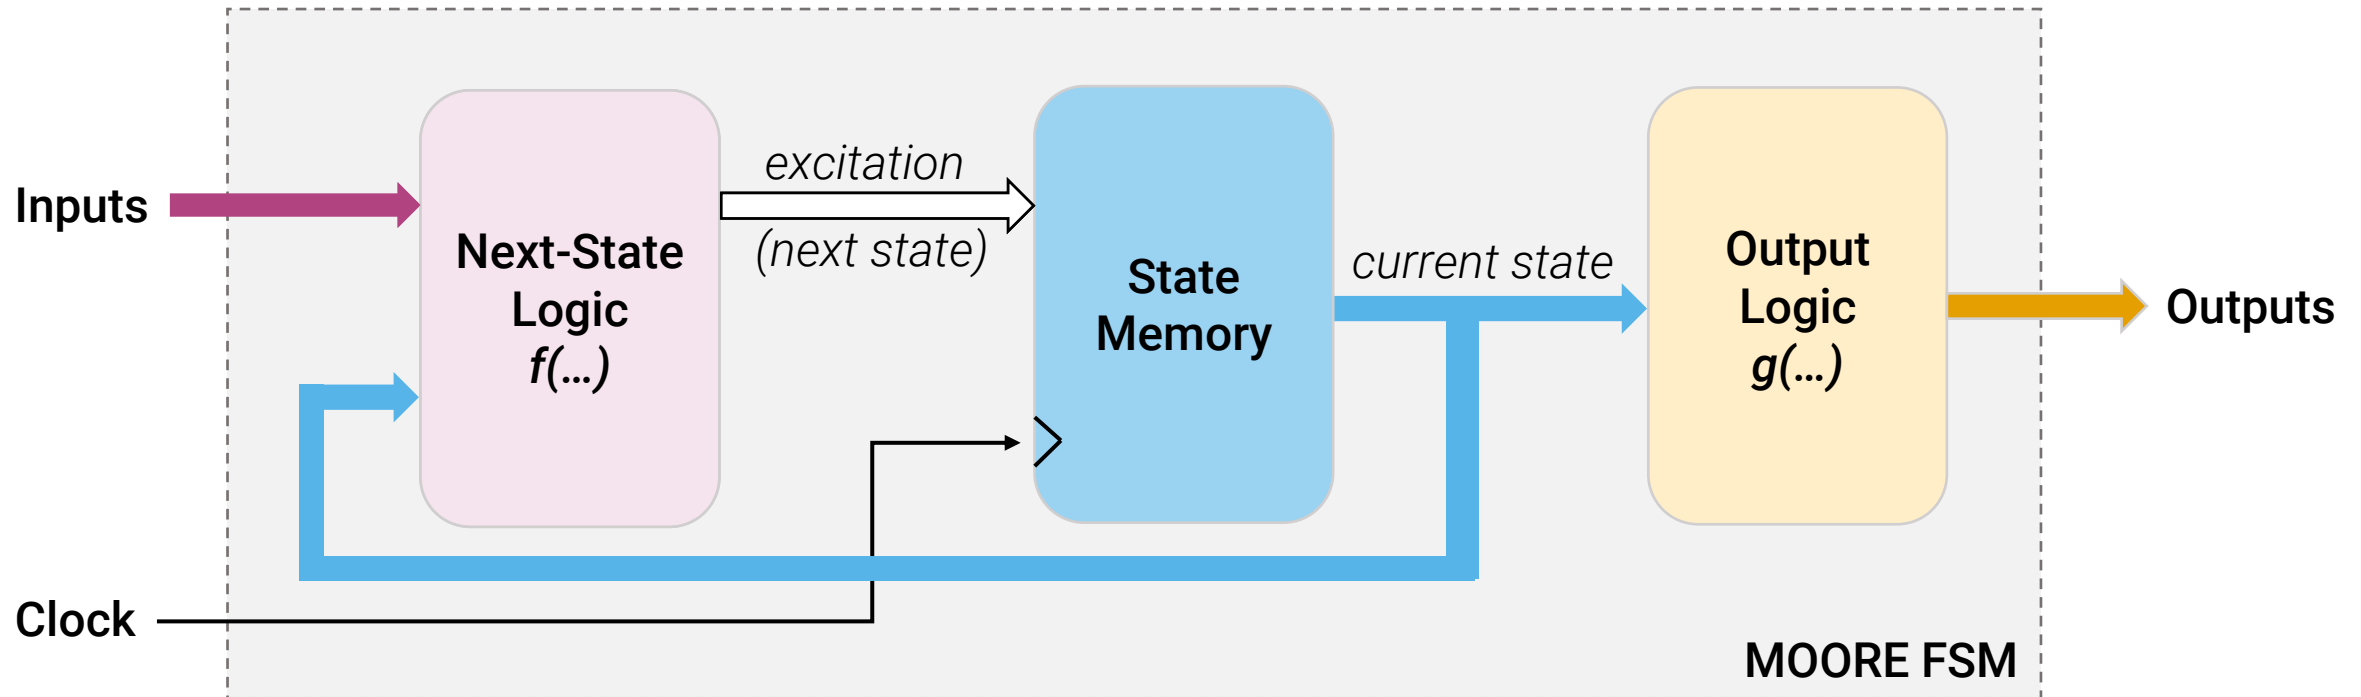 Inputs
Next-State
Logic
f(...)
excitation
(next state)
State
Memory
current state
Output
Logic
g(...)
Outputs
Clock
MOORE FSM